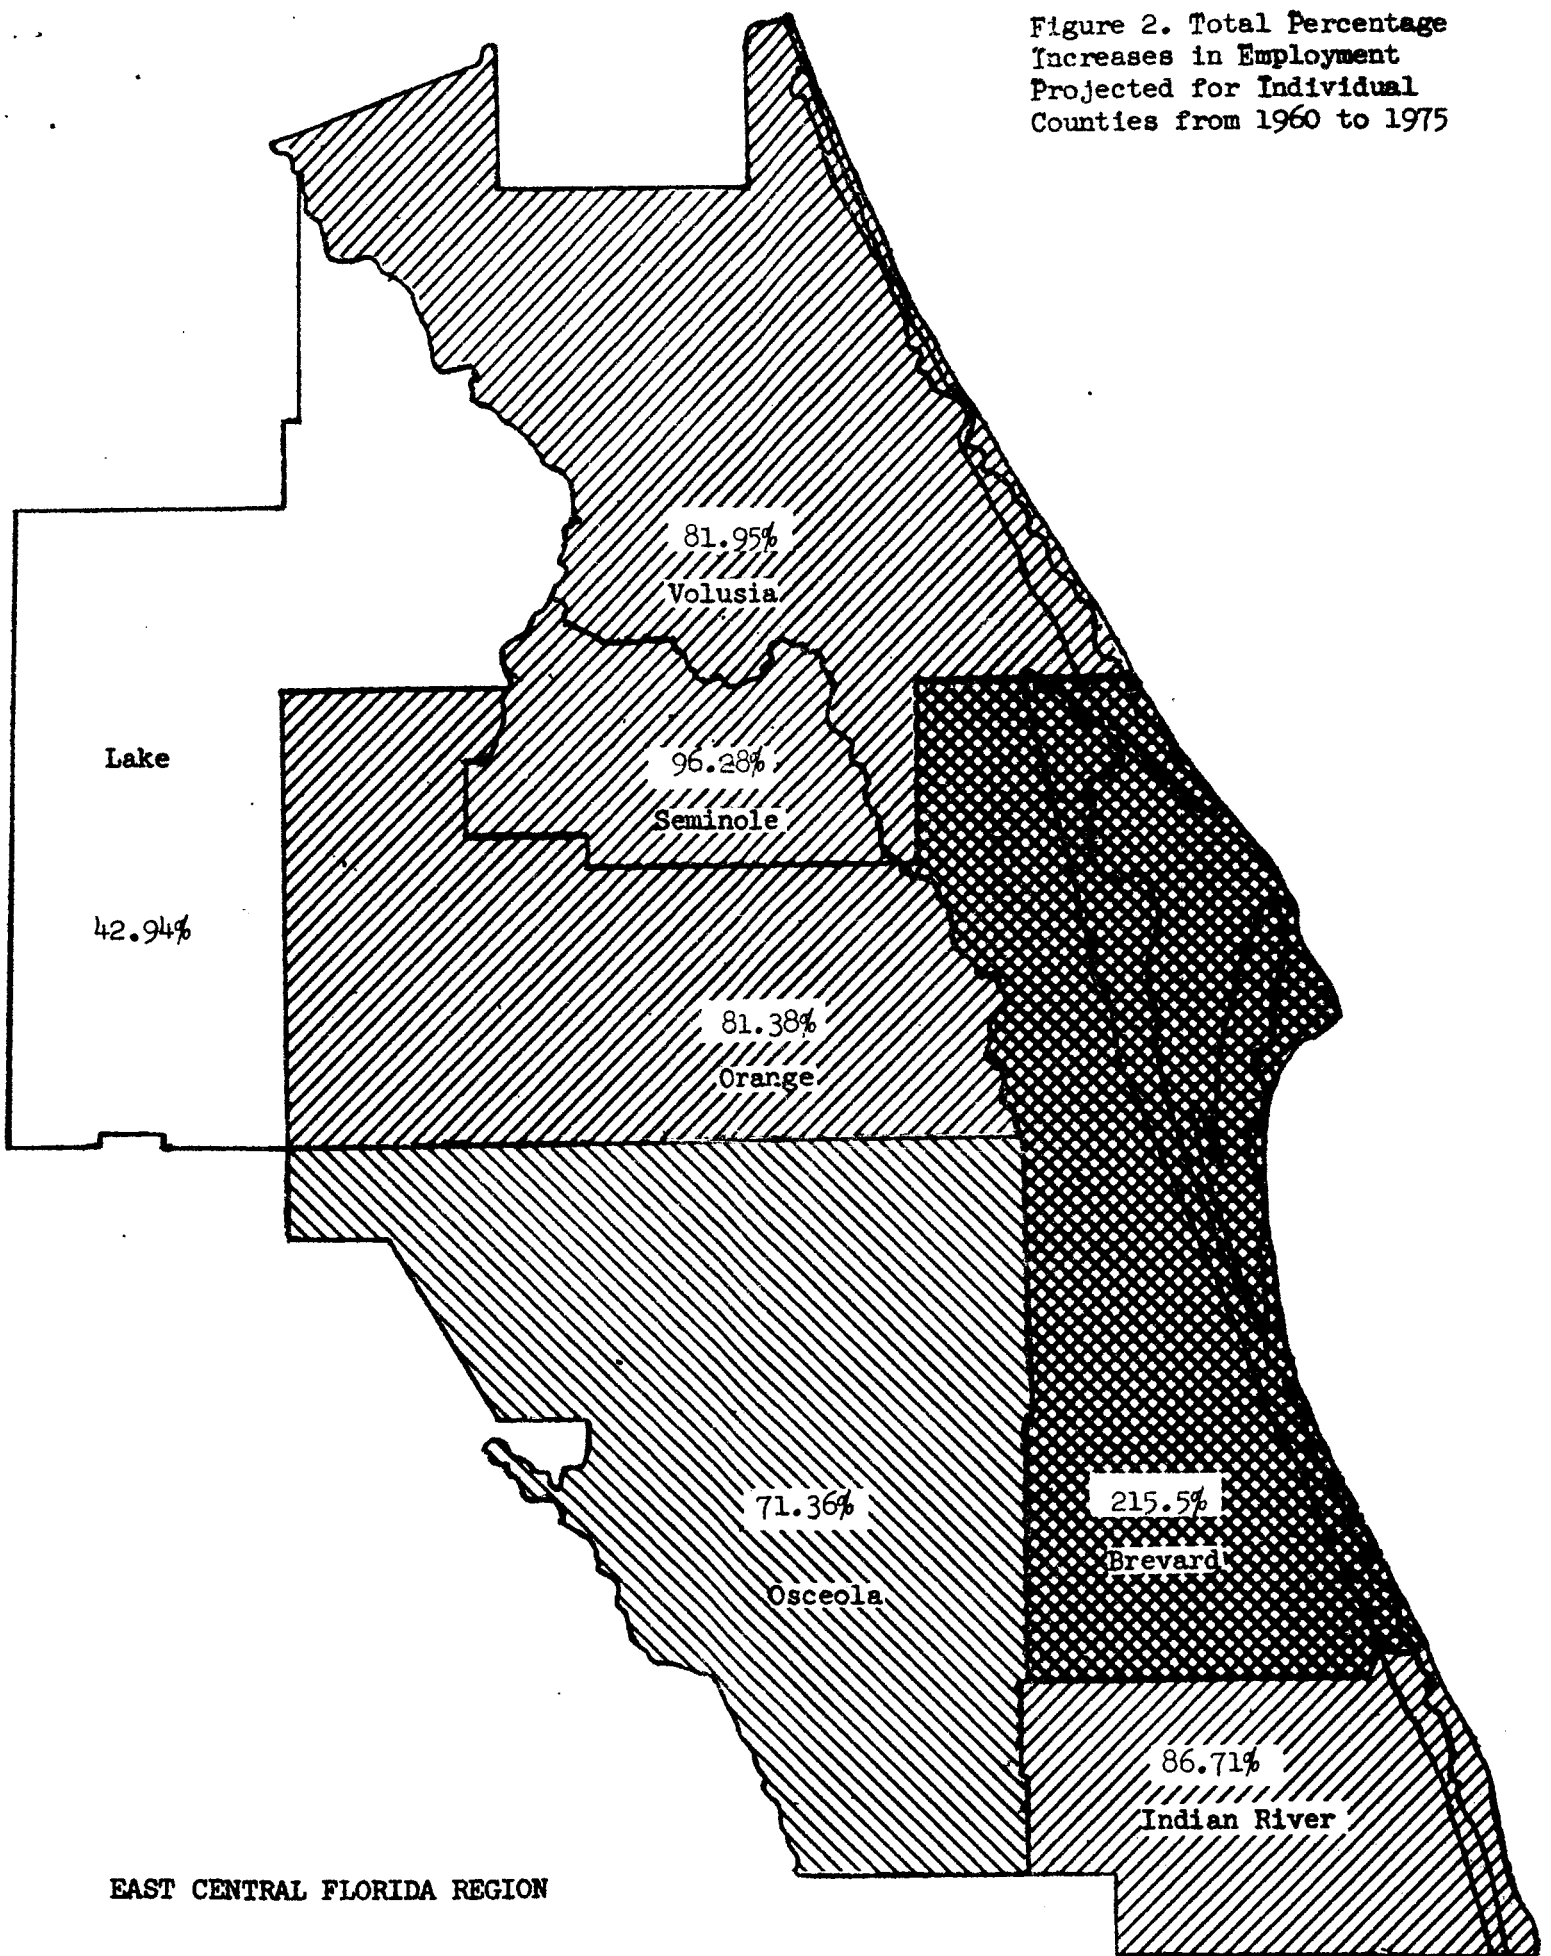 Figure 2. Total Percentage
Increases in Employment
Projected for Individual
Counties from 1960 to 1975
81.95%
Volusia
Lake
96.28%
Seminole
42.94%
81.38%
Orange
71.36%
Osceola
215.5%
Brevard
86.71%
Indian River
EAST CENTRAL FLORIDA REGION